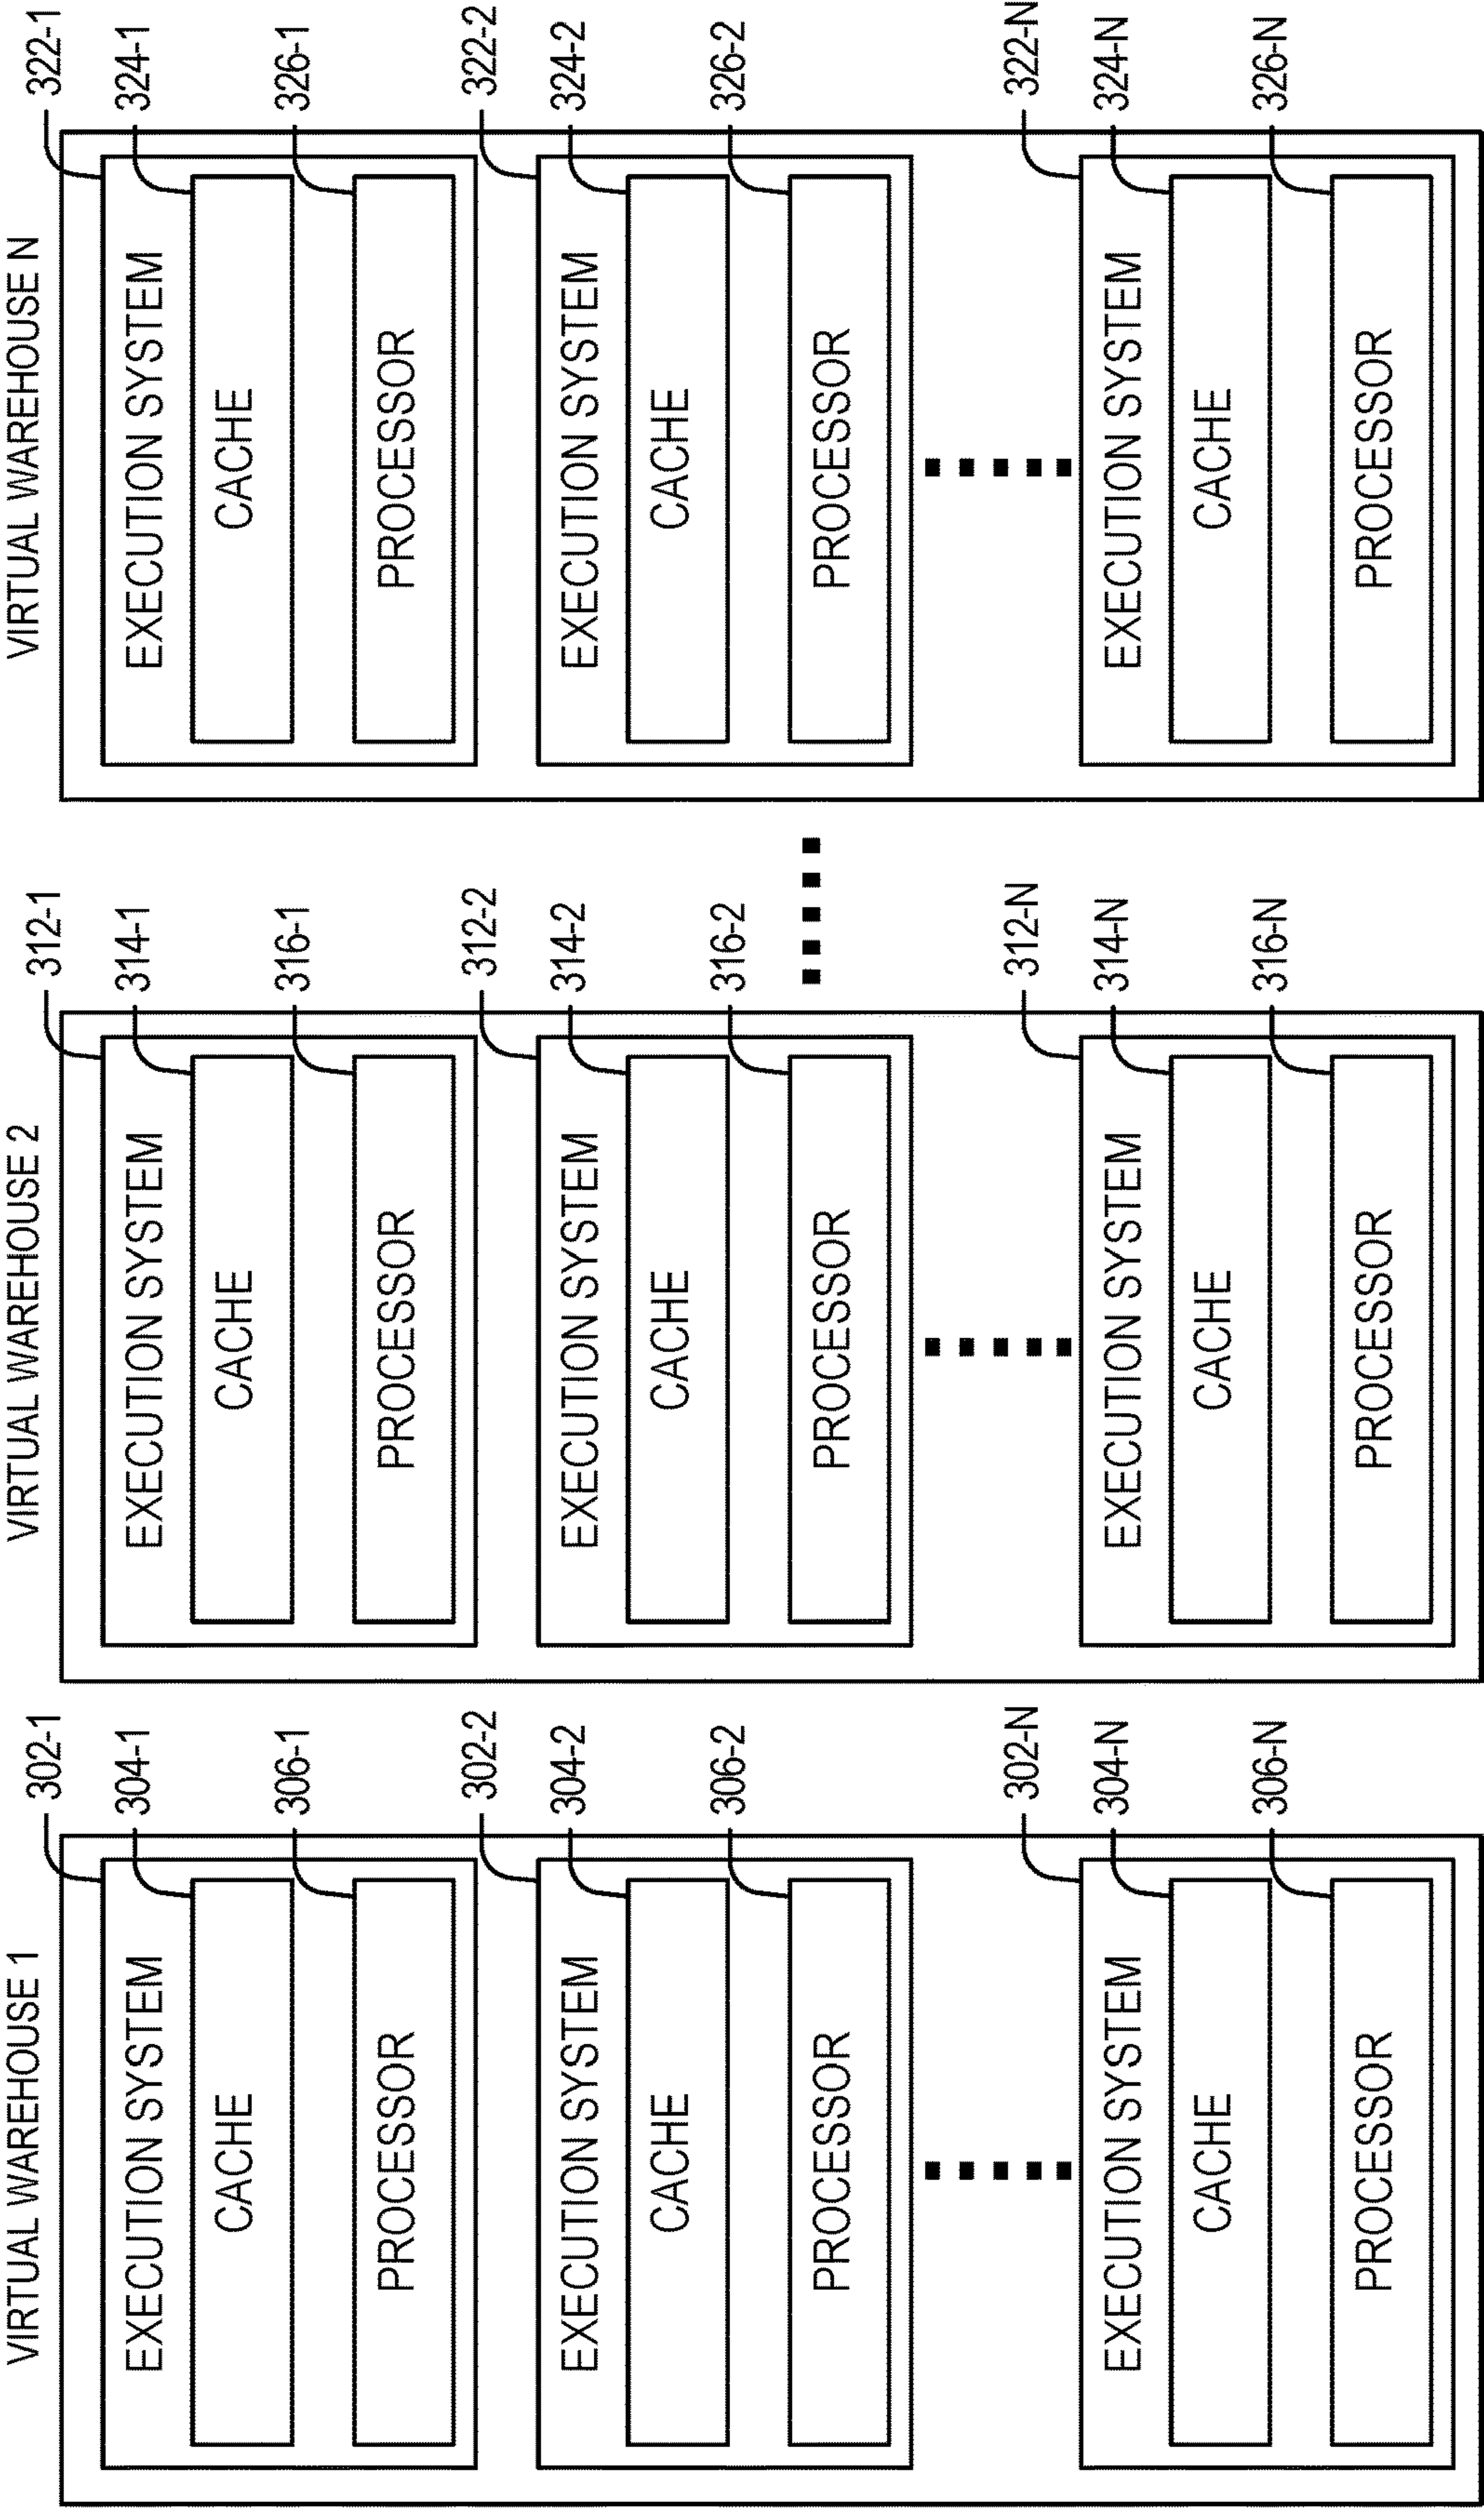 VIRTUAL WAREHOUSE 1
302-1
EXECUTION SYSTEM
304-1
CACHE
306-1
PROCESSOR
302-2
EXECUTION SYSTEM
304-2
CACHE
306-2
PROCESSOR
302-N
EXECUTION SYSTEM
304-N
CACHE
306-N
PROCESSOR
VIRTUAL WAREHOUSE 2
312-1
EXECUTION SYSTEM
314-1
CACHE
316-1
PROCESSOR
312-2
EXECUTION SYSTEM
314-2
CACHE
316-2
PROCESSOR
312-N
EXECUTION SYSTEM
314-N
CACHE
316-N
PROCESSOR
VIRTUAL WAREHOUSE N
322-1
EXECUTION SYSTEM
324-1
CACHE
326-1
PROCESSOR
322-2
EXECUTION SYSTEM
324-2
CACHE
326-2
PROCESSOR
322-N
EXECUTION SYSTEM
324-N
CACHE
326-N
PROCESSOR